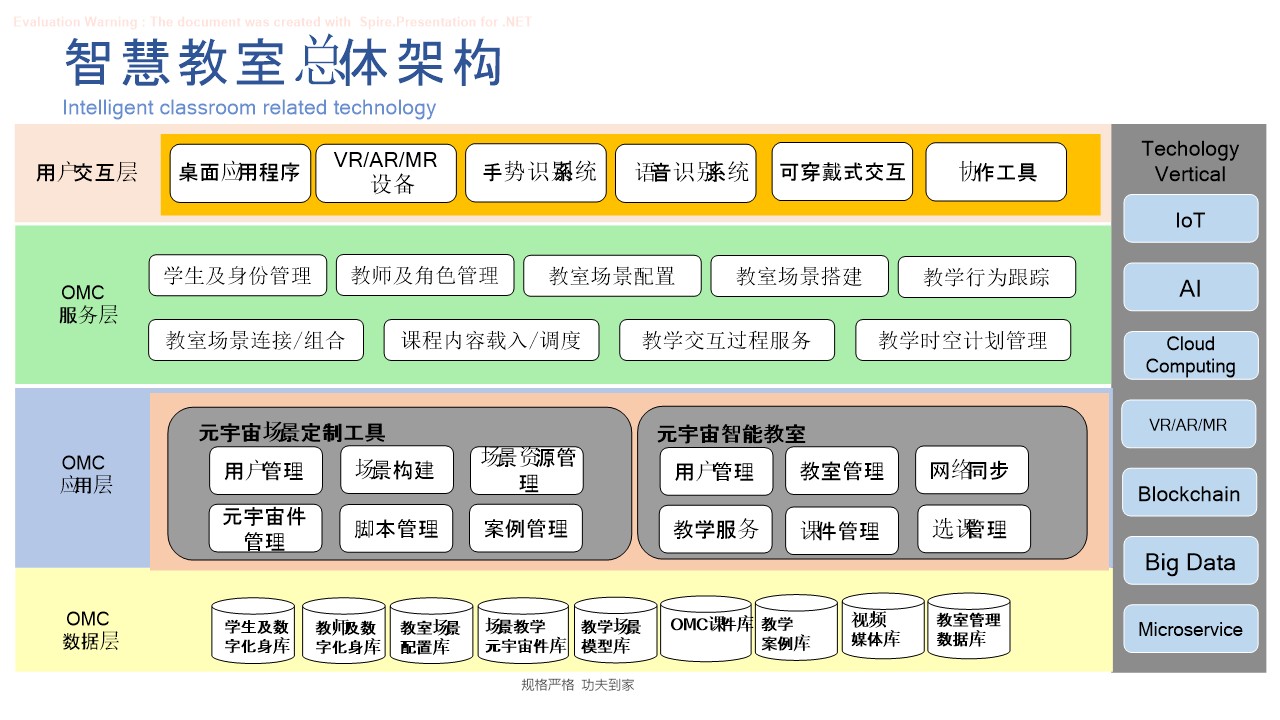 Evaluation Warning : The document was created with Spire.Presentation for .NET
智慧教室总体架构
Intelligent classroom related technology
用户交互层
桌面应用程序
VR/AR/MR
设备
手势识别系统
语音识别系统
可穿戴式交互
协作工具
OMC
服务层
学生及身份管理
教师及角色管理
教室场景配置
教室场景搭建
教学行为跟踪
教室场景连接/组合
课程内容载入/调度
教学交互过程服务
教学时空计划管理
OMC
应用层
元宇宙场景定制工具
用户管理
场景构建
场景资源管
理
元宇宙件
管理
脚本管理
案例管理
元宇宙智能教室
用户管理
教室管理
网络同步
教学服务
课件管理
选课管理
OMC
数据层
学生及数
字化身库
教师及数
字化身库
教室场景
配置库
场景教学
元宇宙件库
教学场景
模型库
OMC课件库
教学
案例库
视频
媒体库
教室管理
数据库
Techology
Vertical
IoT
AI
Cloud
Computing
VR/AR/MR
Blockchain
Big Data
Microservice
规格严格 功夫到家